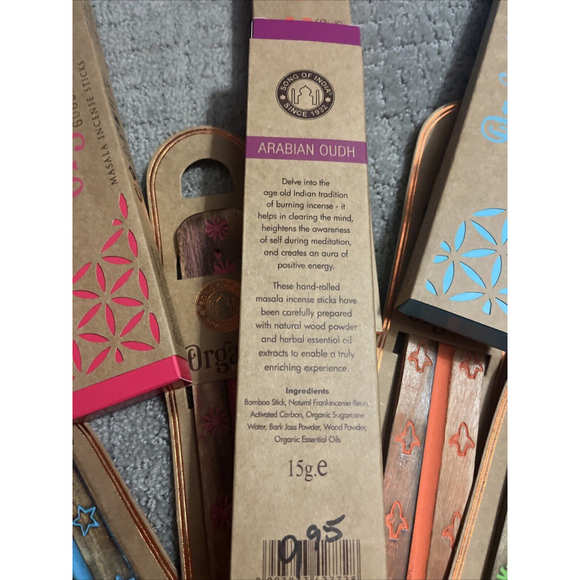 SONG OF INDIA
SINCE 1932
ARABIAN OUDH
Delve into the
age old Indian tradition
of burning incense - it
helps in clearing the mind,
heightens the awareness
of self during meditation,
and creates an aura of
positive energy.
These hand-rolled
masala incense sticks have
been carefully prepared
with natural wood powder
and herbal essential oil
extracts to enable a truly
enriching experience.
Ingredients
Bamboo Stick, Natural Frankincense Resin,
Activated Carbon, Organic Sugarcane
Water, Bark Joss Powder, Wood Powder,
Organic Essential Oils
15g.e
0.95
MASALA INCENSE STICKS
Orga